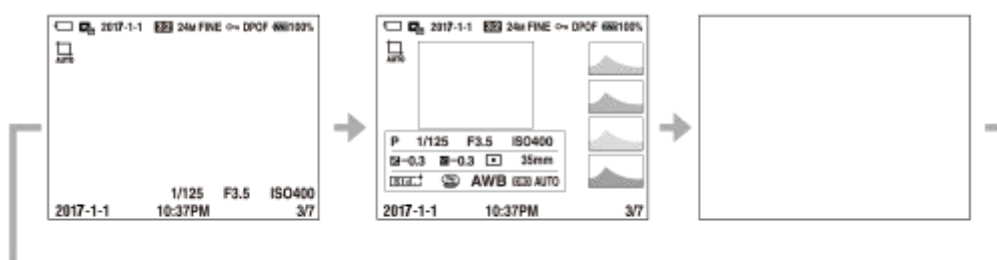 2017-1-1 3:2 24M FINE DPOF 100%
AUTO
1/125 F3.5 ISO400
2017-1-1 10:37PM 3/7
2017-1-1 3:2 24M FINE DPOF 100%
AUTO
P 1/125 F3.5 ISO400
-0.3 -0.3 35mm
Std. AWB AUTO
2017-1-1 10:37PM 3/7